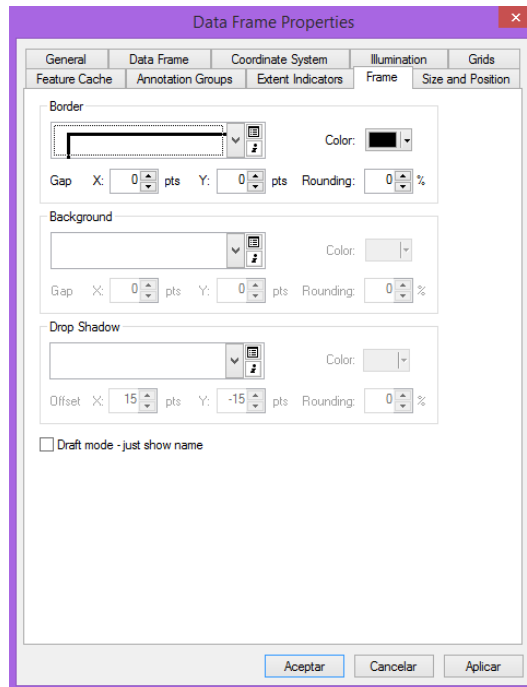 Data Frame Properties
General Data Frame Coordinate System Illumination Grids
Feature Cache Annotation Groups Extent Indicators Frame Size and Position
Border
Color:
Gap X: 0 pts Y: 0 pts Rounding: 0 %
Background
Color:
Gap X: 0 pts Y: 0 pts Rounding: 0 %
Drop Shadow
Color:
Offset X: 15 pts Y: -15 pts Rounding: 0 %
Draft mode - just show name
Aceptar Cancelar Aplicar